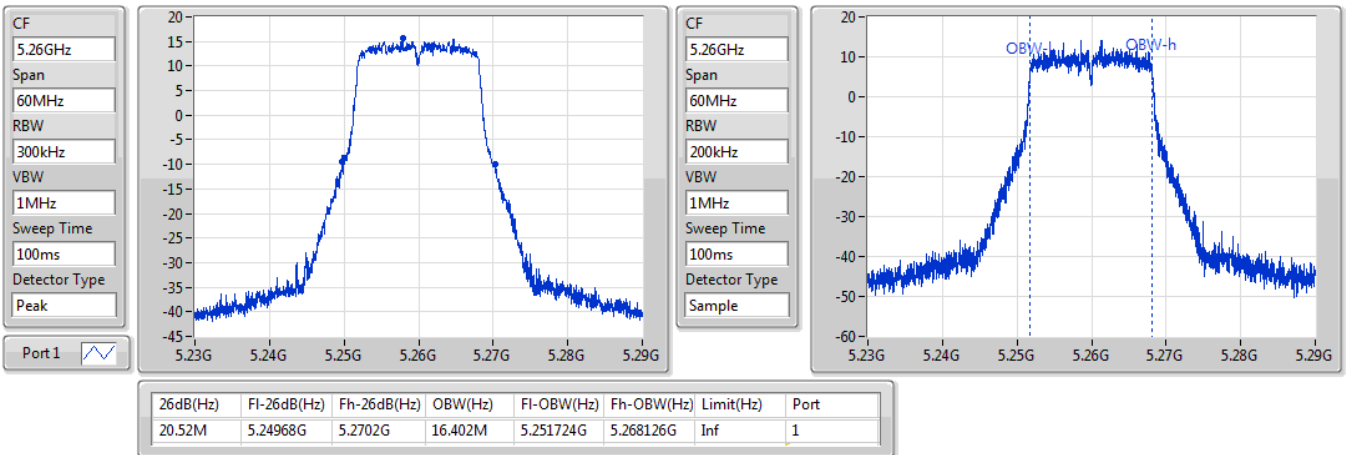 CF
5.26GHz
Span
60MHz
RBW
300kHz
VBW
1MHz
Sweep Time
100ms
Detector Type
Peak
Port 1
20
15
10
5
0
-5
-10
-15
-20
-25
-30
-35
-40
-45
5.23G 5.24G 5.25G 5.26G 5.27G 5.28G 5.29G
CF
5.26GHz
Span
60MHz
RBW
200kHz
VBW
1MHz
Sweep Time
100ms
Detector Type
Sample
20
10
0
-10
-20
-30
-40
-50
-60
OBW-l OBW-h
5.23G 5.24G 5.25G 5.26G 5.27G 5.28G 5.29G
26dB(Hz) Fl-26dB(Hz) Fh-26dB(Hz) OBW(Hz) Fl-OBW(Hz) Fh-OBW(Hz) Limit(Hz) Port
20.52M 5.24968G 5.2702G 16.402M 5.251724G 5.268126G Inf 1